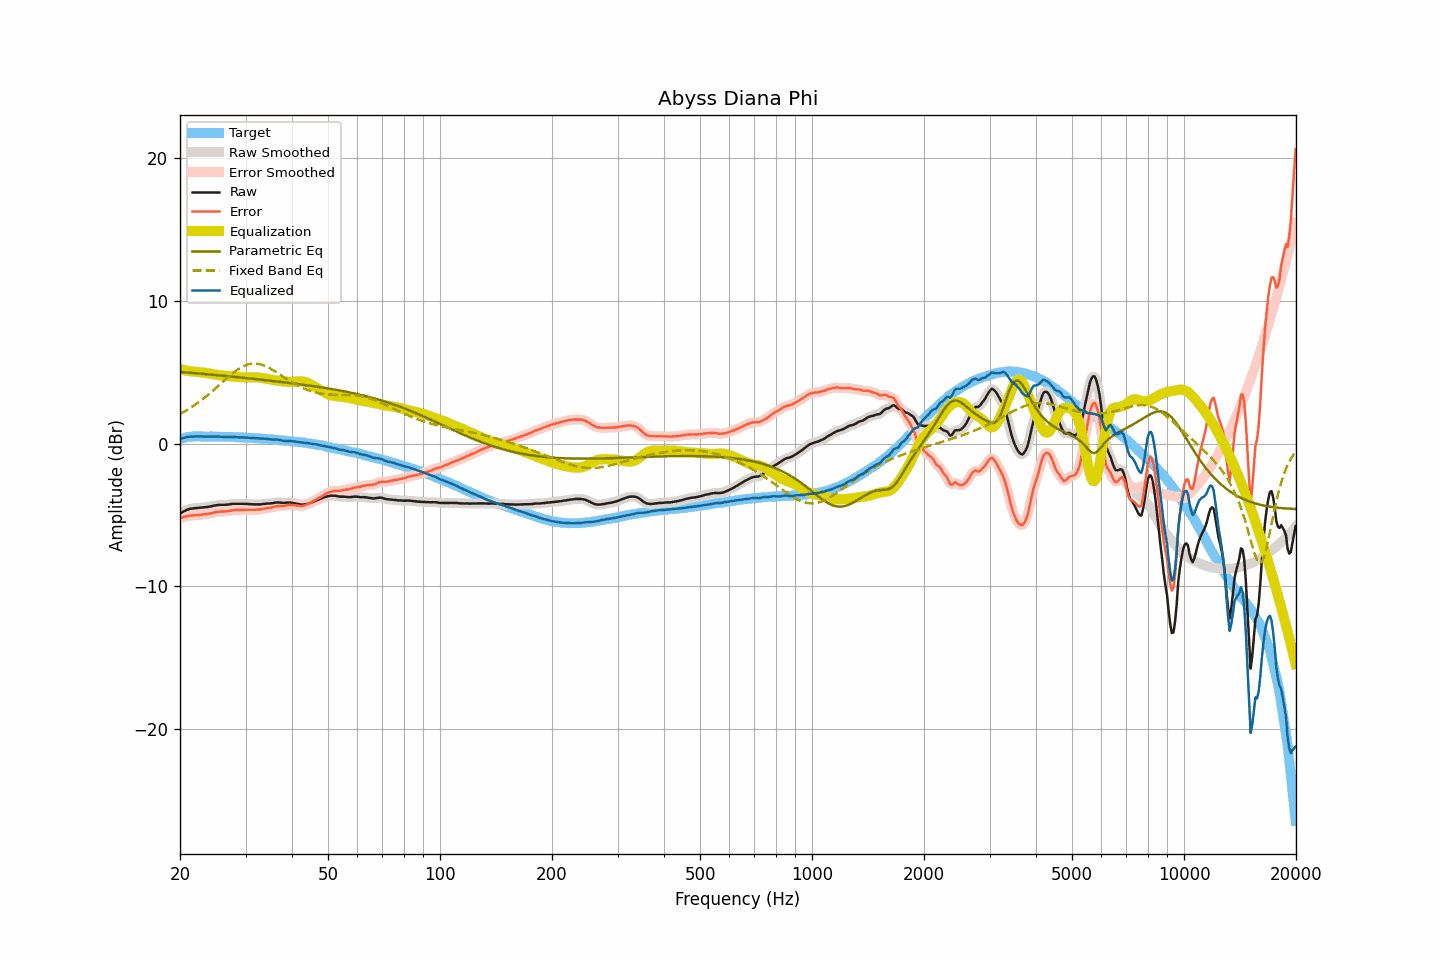 Abyss Diana Phi
Target
Raw Smoothed
Error Smoothed
Raw
Error
Equalization
Parametric Eq
Fixed Band Eq
Equalized
20
10
0
−10
−20
Amplitude (dBr)
20 50 100 200 500 1000 2000 5000 10000 20000
Frequency (Hz)